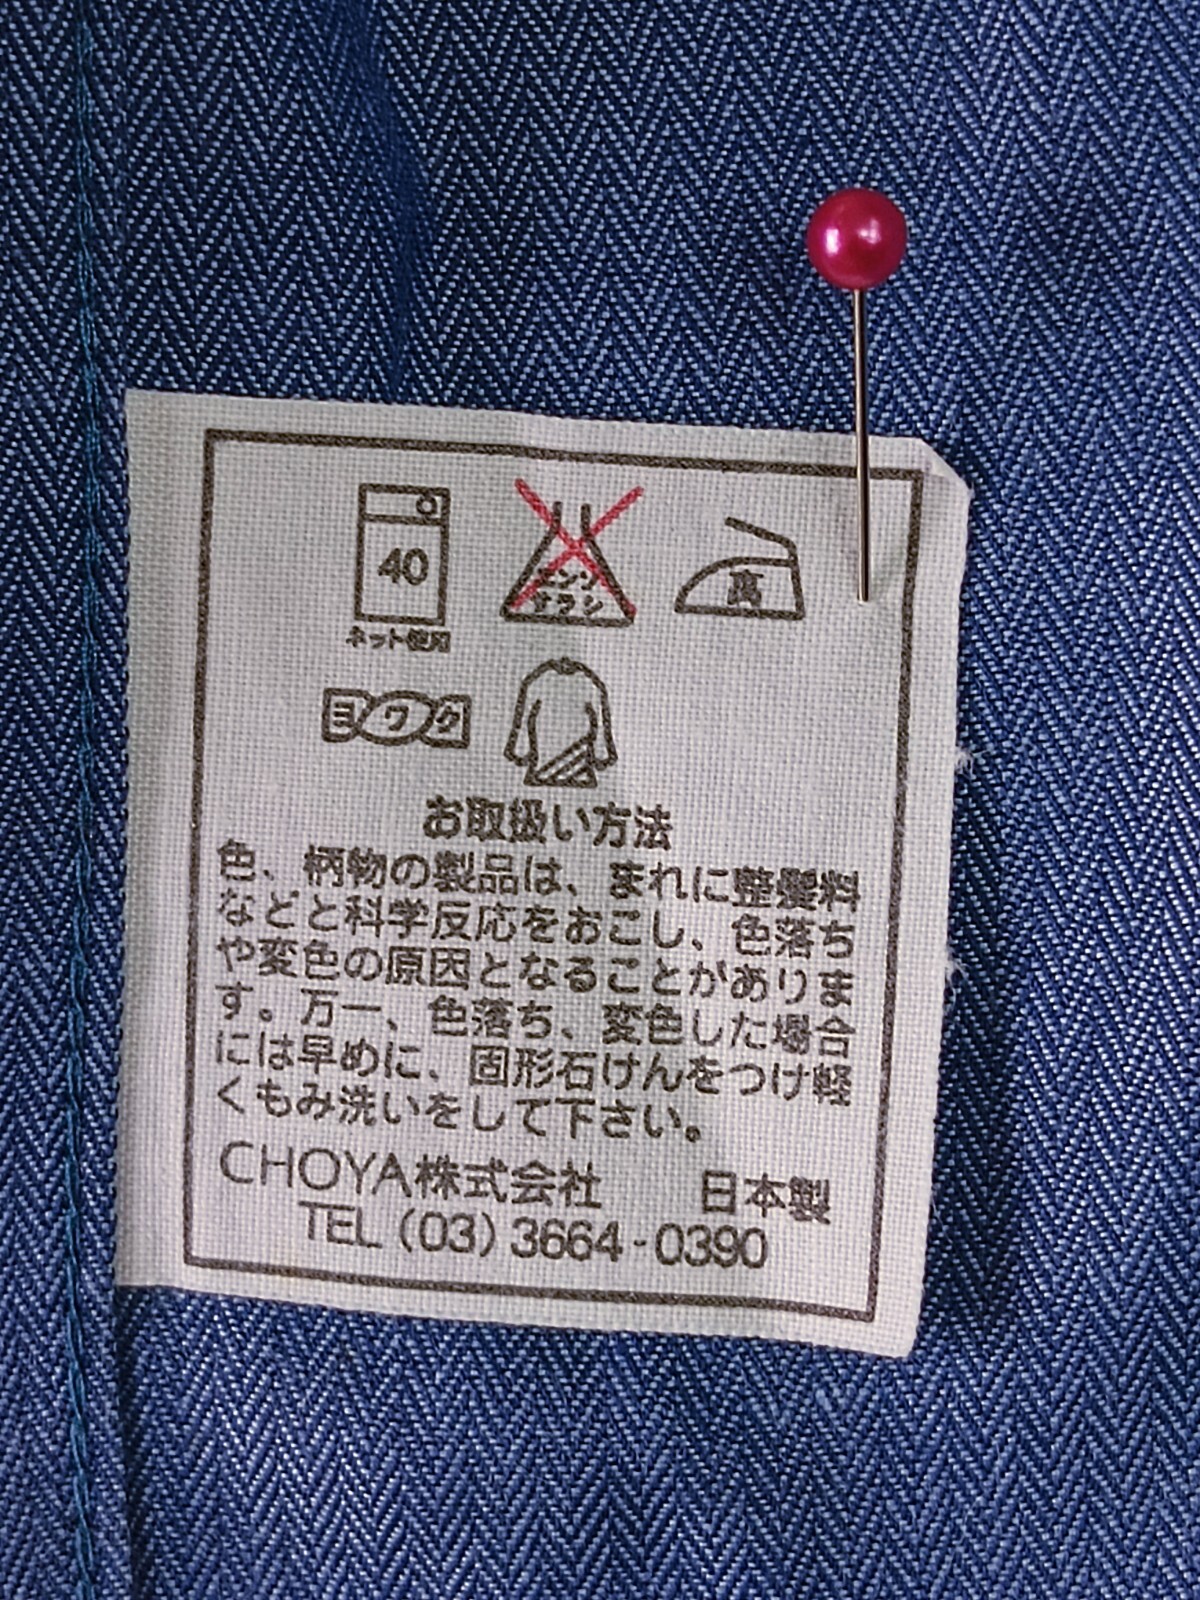 40
ネット使用
エンソ
サラシ
高
ヨワク
お取扱い方法
色、柄物の製品は、まれに整髪料
などと科学反応をおこし、色落ち
や変色の原因となることがありま
す。万一、色落ち、変色した場合
には早めに、固形石けんをつけ軽
くもみ洗いをして下さい。
CHOYA株式会社 日本製
TEL (03) 3664-0390